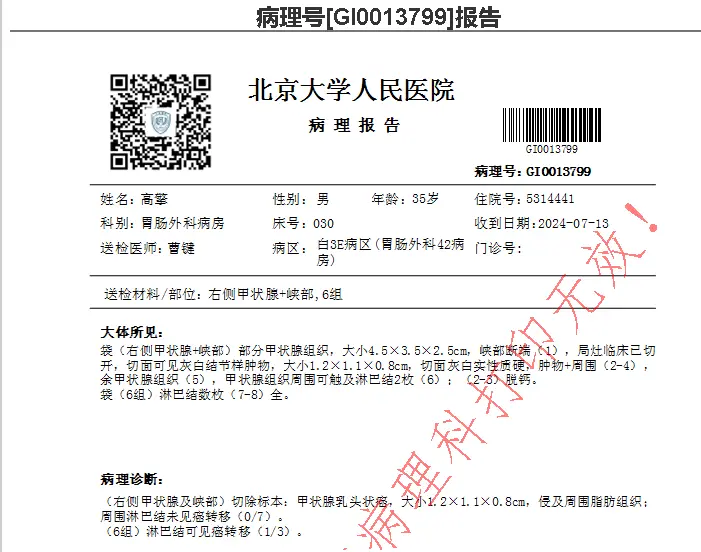 病理号[GI0013799]报告
北京大学人民医院
病 理 报 告
GI0013799
病理号:GI0013799
姓名: 高擎 性别: 男 年龄:35岁 住院号:5314441
科别:胃肠外科病房 床号:030 收到日期:2024-07-13
送检医师:曹键 病区: 白3E病区(胃肠外科42病房) 门诊号:
送检材料/部位: 右侧甲状腺+峡部,6组
大体所见:
袋（右侧甲状腺+峡部）部分甲状腺组织，大小4.5×3.5×2.5cm，峡部断端（1），局灶临床已切
开，切面可见灰白结节样肿物，大小1.2×1.1×0.8cm，切面灰白实性质硬，肿物+周围（2-4），
余甲状腺组织（5），甲状腺组织周围可触及淋巴结2枚（6）；（2-3）脱钙。
袋（6组）淋巴结数枚（7-8）全。
病理诊断:
（右侧甲状腺及峡部）切除标本: 甲状腺乳头状癌，大小1.2×1.1×0.8cm，侵及周围脂肪组织；
周围淋巴结未见癌转移（0/7）。
（6组）淋巴结可见癌转移（1/3）。
病理科打印无效！